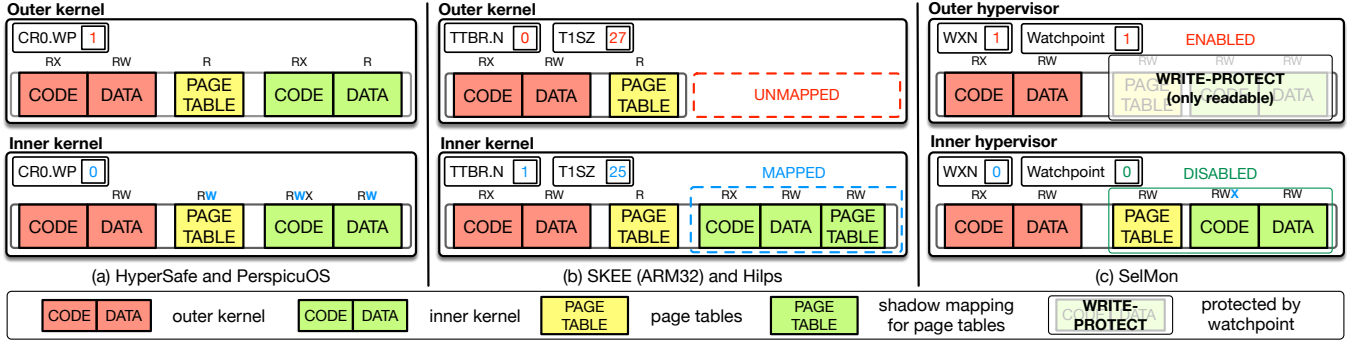 Outer kernel
CR0.WP 1
RX RW R RX R
CODE DATA PAGE TABLE CODE DATA
Inner kernel
CR0.WP 0
RW RW RWX RW
CODE DATA PAGE TABLE CODE DATA
(a) HyperSafe and PerspicuOS
Outer kernel
TTBR.N 0 T1SZ 27
RX RW R
CODE DATA PAGE TABLE UNMAPPED
Inner kernel
TTBR.N 1 T1SZ 25 MAPPED
RX RW R RX RW RW
CODE DATA PAGE TABLE CODE DATA PAGE TABLE
(b) SKEE (ARM32) and Hilps
Outer hypervisor
WXN 1 Watchpoint 1 ENABLED
RX RW RW RW RW
CODE DATA PAGE TABLE CODE DATA
WRITE-PROTECT
(only readable)
Inner hypervisor
WXN 0 Watchpoint 0 DISABLED
RX RW RW RWX RW
CODE DATA PAGE TABLE CODE DATA
(c) SelMon
CODE DATA outer kernel
CODE DATA inner kernel
PAGE TABLE page tables
PAGE TABLE shadow mapping
for page tables
CODE DATA
WRITE-
PROTECT
protected by
watchpoint